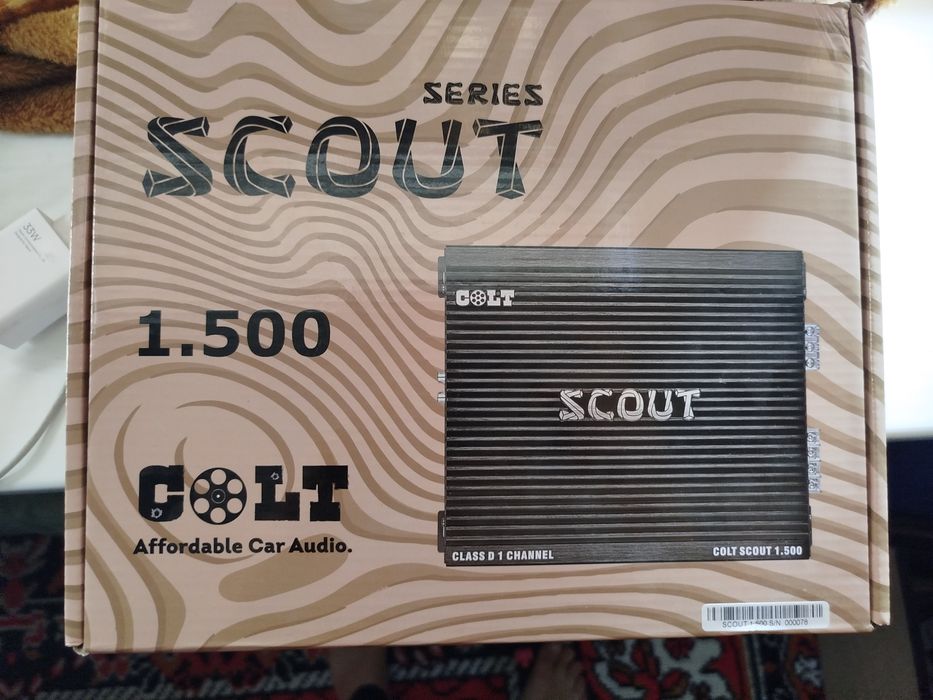 SERIES
SCOUT
33W
1.500
COLT
Affordable Car Audio.
COLT
SCOUT
CLASS D 1 CHANNEL
COLT SCOUT 1.500
SCOUT 1.500 S/N 000078